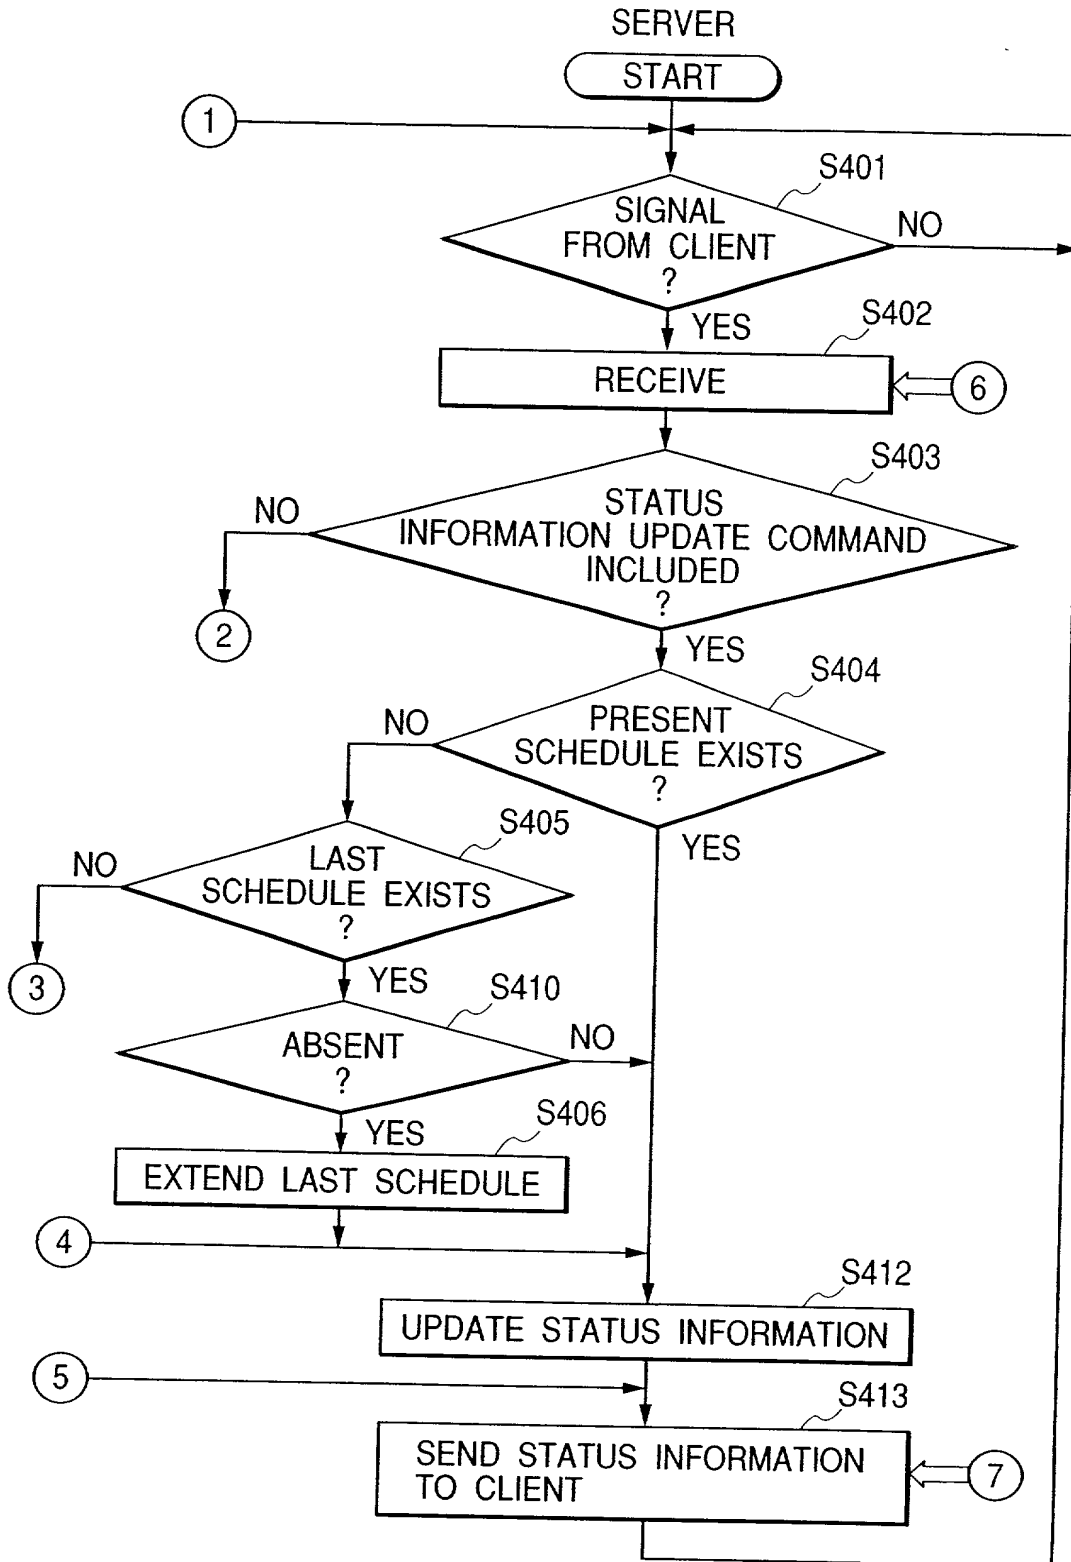 SERVER
START
1
S401
SIGNAL
FROM CLIENT
?
NO
YES
S402
RECEIVE
6
S403
NO
STATUS
INFORMATION UPDATE COMMAND
INCLUDED
?
2
YES
S404
NO
PRESENT
SCHEDULE EXISTS
?
S405
YES
NO
LAST
SCHEDULE EXISTS
?
3
YES
S410
ABSENT
?
NO
YES
S406
EXTEND LAST SCHEDULE
4
S412
UPDATE STATUS INFORMATION
5
S413
SEND STATUS INFORMATION
TO CLIENT
7